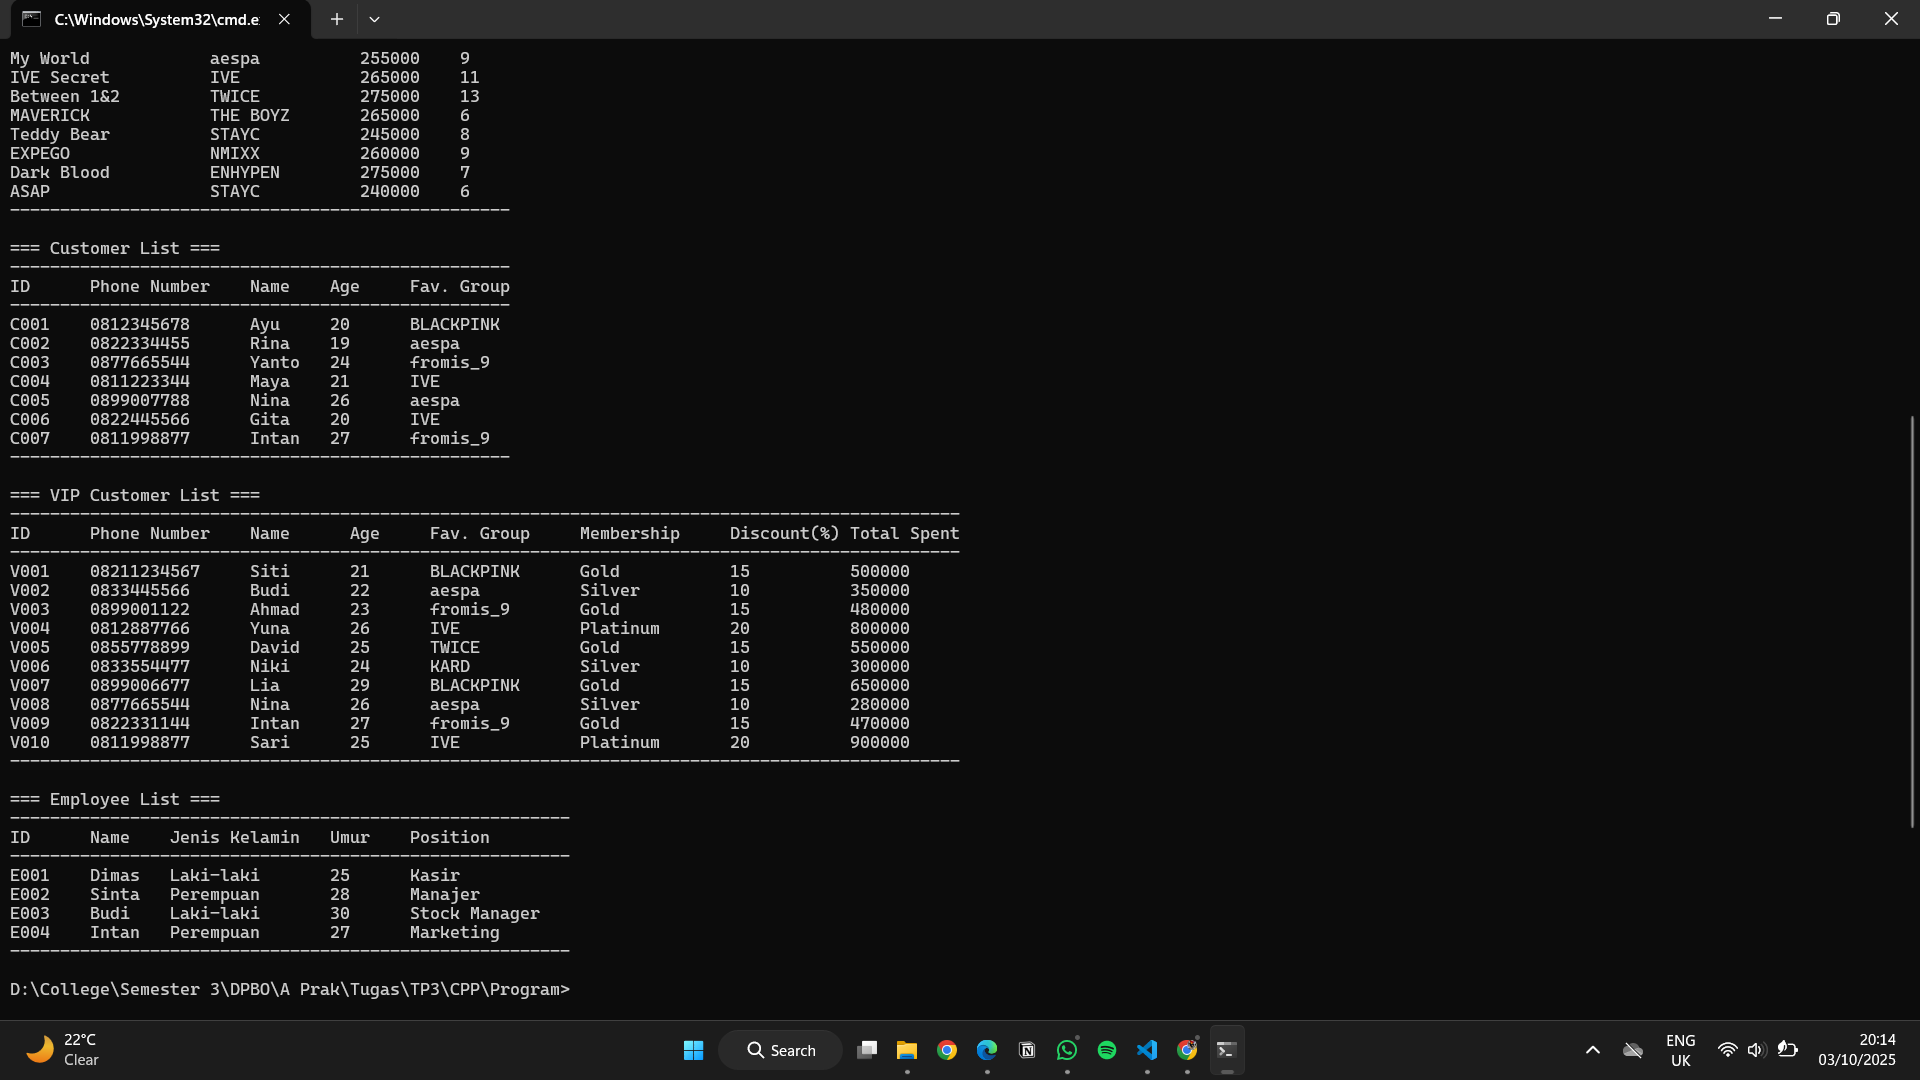 C:\Windows\System32\cmd.e
My World aespa 255000 9
IVE Secret IVE 265000 11
Between 1&2 TWICE 275000 13
MAVERICK THE BOYZ 265000 6
Teddy Bear STAYC 245000 8
EXPEGO NMIXX 260000 9
Dark Blood ENHYPEN 275000 7
ASAP STAYC 240000 6
--------------------------------------------------
=== Customer List ===
--------------------------------------------------
ID Phone Number Name Age Fav. Group
--------------------------------------------------
C001 0812345678 Ayu 20 BLACKPINK
C002 0822334455 Rina 19 aespa
C003 0877665544 Yanto 24 fromis_9
C004 0811223344 Maya 21 IVE
C005 0899007788 Nina 26 aespa
C006 0822445566 Gita 20 IVE
C007 0811998877 Intan 27 fromis_9
--------------------------------------------------
=== VIP Customer List ===
-----------------------------------------------------------------------------------------------
ID Phone Number Name Age Fav. Group Membership Discount(%) Total Spent
-----------------------------------------------------------------------------------------------
V001 08211234567 Siti 21 BLACKPINK Gold 15 500000
V002 0833445566 Budi 22 aespa Silver 10 350000
V003 0899001122 Ahmad 23 fromis_9 Gold 15 480000
V004 0812887766 Yuna 26 IVE Platinum 20 800000
V005 0855778899 David 25 TWICE Gold 15 550000
V006 0833554477 Niki 24 KARD Silver 10 300000
V007 0899006677 Lia 29 BLACKPINK Gold 15 650000
V008 0877665544 Nina 26 aespa Silver 10 280000
V009 0822331144 Intan 27 fromis_9 Gold 15 470000
V010 0811998877 Sari 25 IVE Platinum 20 900000
-----------------------------------------------------------------------------------------------
=== Employee List ===
--------------------------------------------------------
ID Name Jenis Kelamin Umur Position
--------------------------------------------------------
E001 Dimas Laki-laki 25 Kasir
E002 Sinta Perempuan 28 Manajer
E003 Budi Laki-laki 30 Stock Manager
E004 Intan Perempuan 27 Marketing
--------------------------------------------------------
D:\College\Semester 3\DPBO\A Prak\Tugas\TP3\CPP\Program>
22°C
Clear
Search
ENG
UK
20:14
03/10/2025